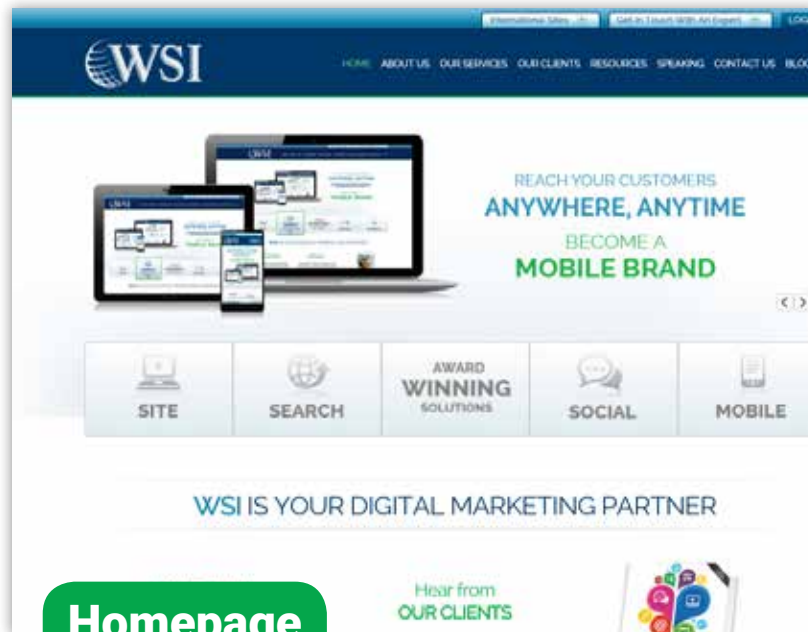 International Sites
Get in Touch With An Expert
LOG
WSI
HOME ABOUT US OUR SERVICES OUR CLIENTS RESOURCES SPEAKING CONTACT US BLOG
REACH YOUR CUSTOMERS
ANYWHERE, ANYTIME
BECOME A
MOBILE BRAND
SITE
SEARCH
AWARD
WINNING
SOLUTIONS
SOCIAL
MOBILE
WSI IS YOUR DIGITAL MARKETING PARTNER
Hear from
OUR CLIENTS
Homepage